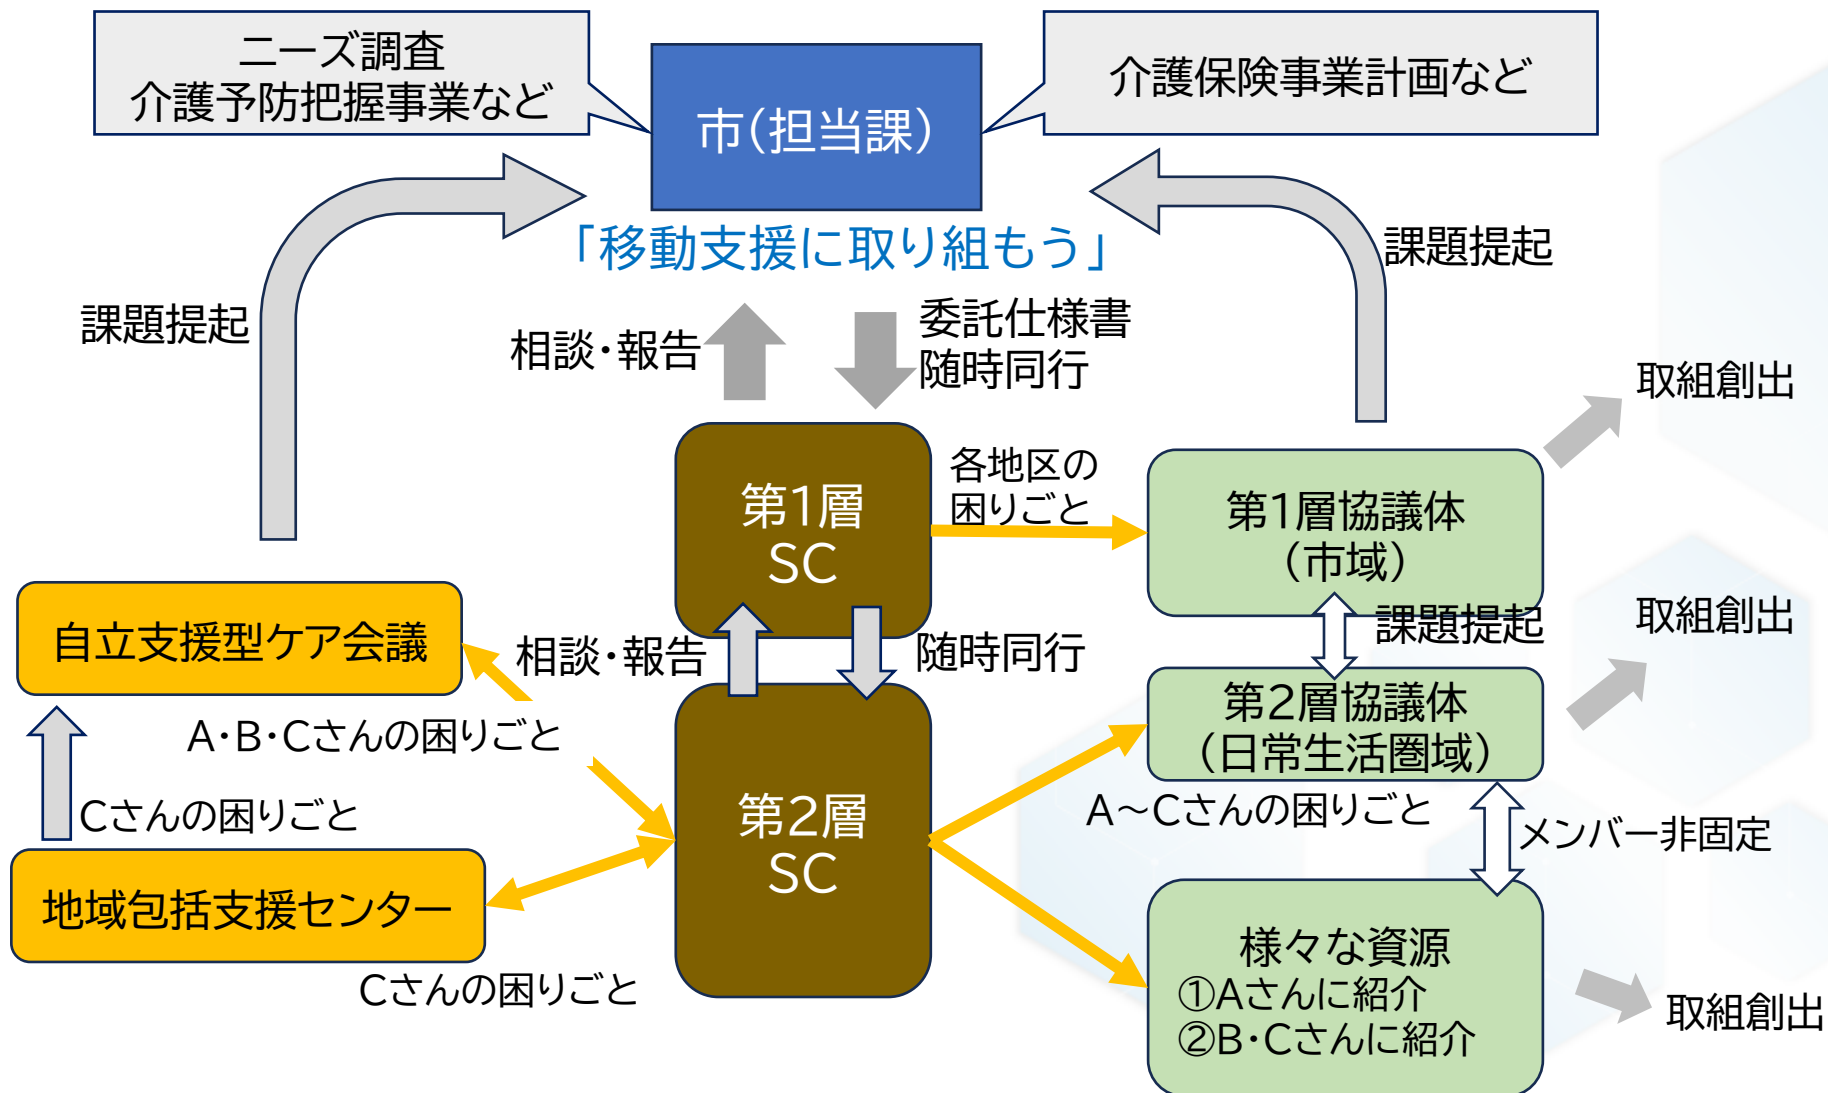 ニーズ調査
介護予防把握事業など
市(担当課)
介護保険事業計画など
「移動支援に取り組もう」
課題提起
課題提起
相談・報告
委託仕様書
随時同行
取組創出
第1層
SC
各地区の
困りごと
第1層協議体
(市域)
自立支援型ケア会議
相談・報告
随時同行
課題提起
取組創出
A・B・Cさんの困りごと
第2層協議体
(日常生活圏域)
Cさんの困りごと
第2層
SC
A～Cさんの困りごと
メンバー非固定
地域包括支援センター
Cさんの困りごと
様々な資源
①Aさんに紹介
②B・Cさんに紹介
取組創出